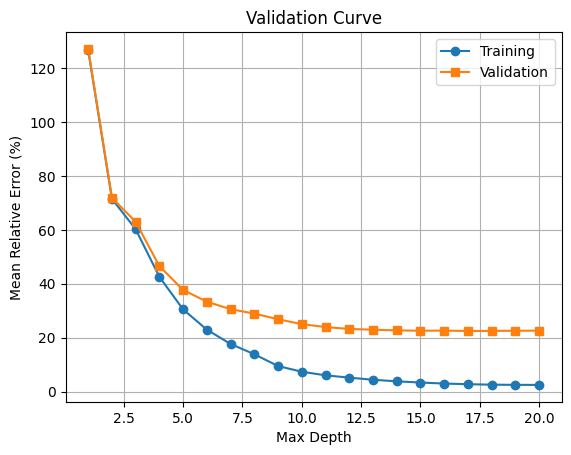 Validation Curve
Training
Validation
Mean Relative Error (%)
120
100
80
60
40
20
0
2.5 5.0 7.5 10.0 12.5 15.0 17.5 20.0
Max Depth